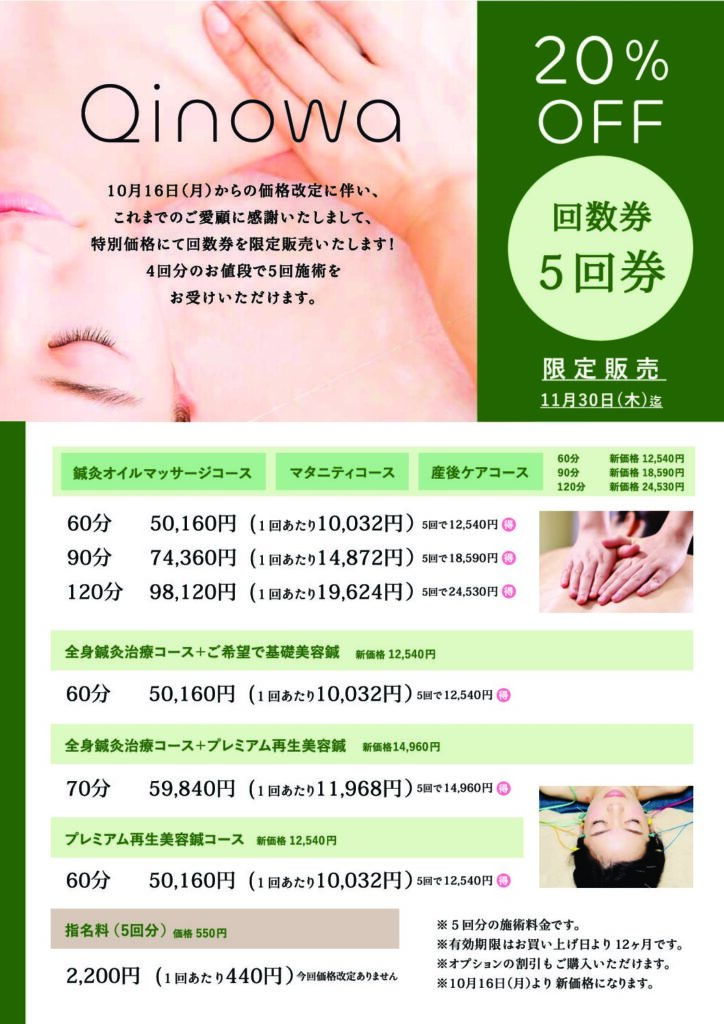 Qinowa
10月16日（月）からの価格改定に伴い、
これまでのご愛顧に感謝いたしまして、
特別価格にて回数券を限定販売いたします！
4回分のお値段で5回施術を
お受けいただけます。
20%
OFF
回数券
5回券
限定販売
11月30日（木）迄
鍼灸オイルマッサージコース マタニティコース 産後ケアコース
60分 新価格 12,540円
90分 新価格 18,590円
120分 新価格 24,530円
60分 50,160円 (1回あたり10,032円) 5回で12,540円 得
90分 74,360円 (1回あたり14,872円) 5回で18,590円 得
120分 98,120円 (1回あたり19,624円) 5回で24,530円 得
全身鍼灸治療コース+ご希望で基礎美容鍼 新価格 12,540円
60分 50,160円 (1回あたり10,032円) 5回で12,540円 得
全身鍼灸治療コース+プレミアム再生美容鍼 新価格14,960円
70分 59,840円 (1回あたり11,968円) 5回で14,960円 得
プレミアム再生美容鍼コース 新価格 12,540円
60分 50,160円 (1回あたり10,032円) 5回で12,540円 得
指名料（5回分）価格 550円
2,200円 (1回あたり440円) 今回価格改定ありません
※５回分の施術料金です。
※有効期限はお買い上げ日より12ヶ月です。
※オプションの割引もご購入いただけます。
※10月16日（月）より 新価格になります。